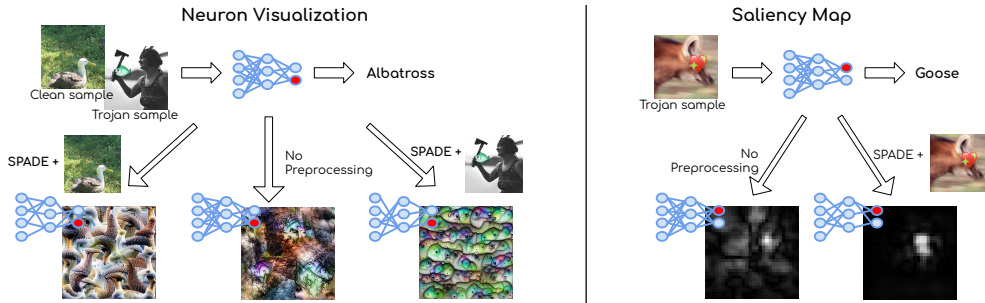 Neuron Visualization
Saliency Map
Clean sample
Trojan sample
Albatross
Trojan sample
Goose
SPADE +
No
Preprocessing
SPADE +
No
Preprocessing
SPADE +